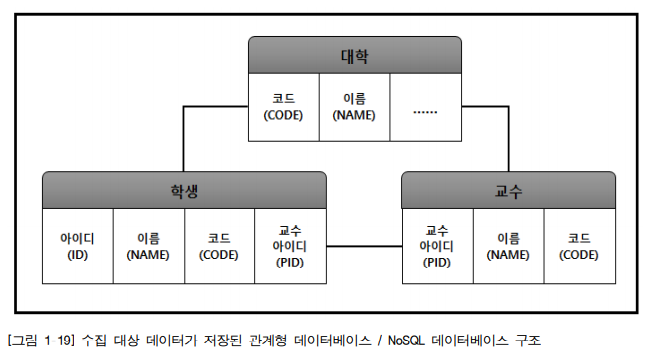 대학
코드
(CODE)
이름
(NAME)
......
학생
아이디
(ID)
이름
(NAME)
코드
(CODE)
교수
아이디
(PID)
교수
교수
아이디
(PID)
이름
(NAME)
코드
(CODE)
[그림 1 19] 수집 대상 데이터가 저장된 관계형 데이터베이스 / NoSQL 데이터베이스 구조